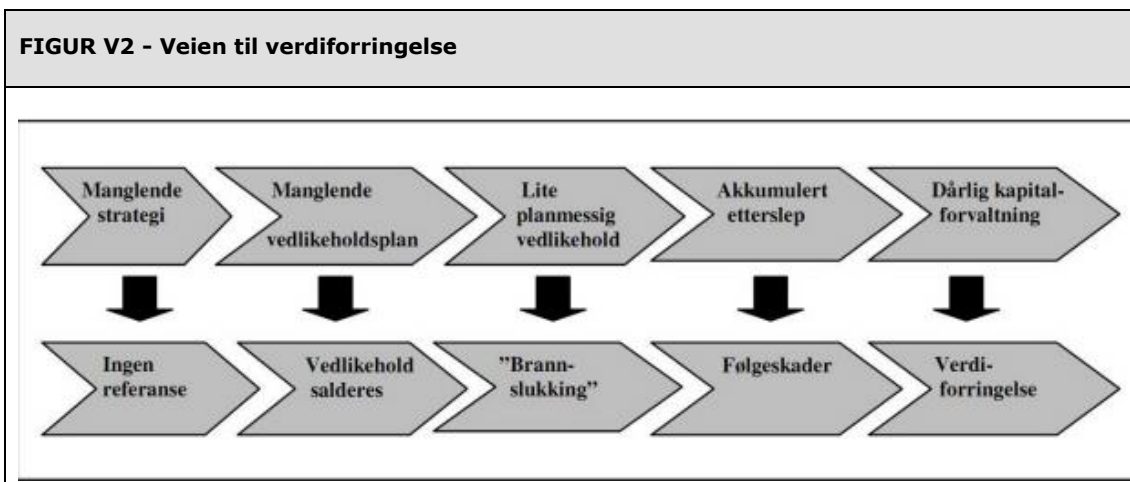 FIGUR V2 - Veien til verdiforringelse
Manglende
strategi
Manglende
vedlikeholdsplan
Lite
planmessig
vedlikehold
Akkumulert
etterslep
Dårlig kapital-
forvaltning
Ingen
referanse
Vedlikehold
salderes
”Brann-
slukking”
Følgeskader
Verdi-
forringelse